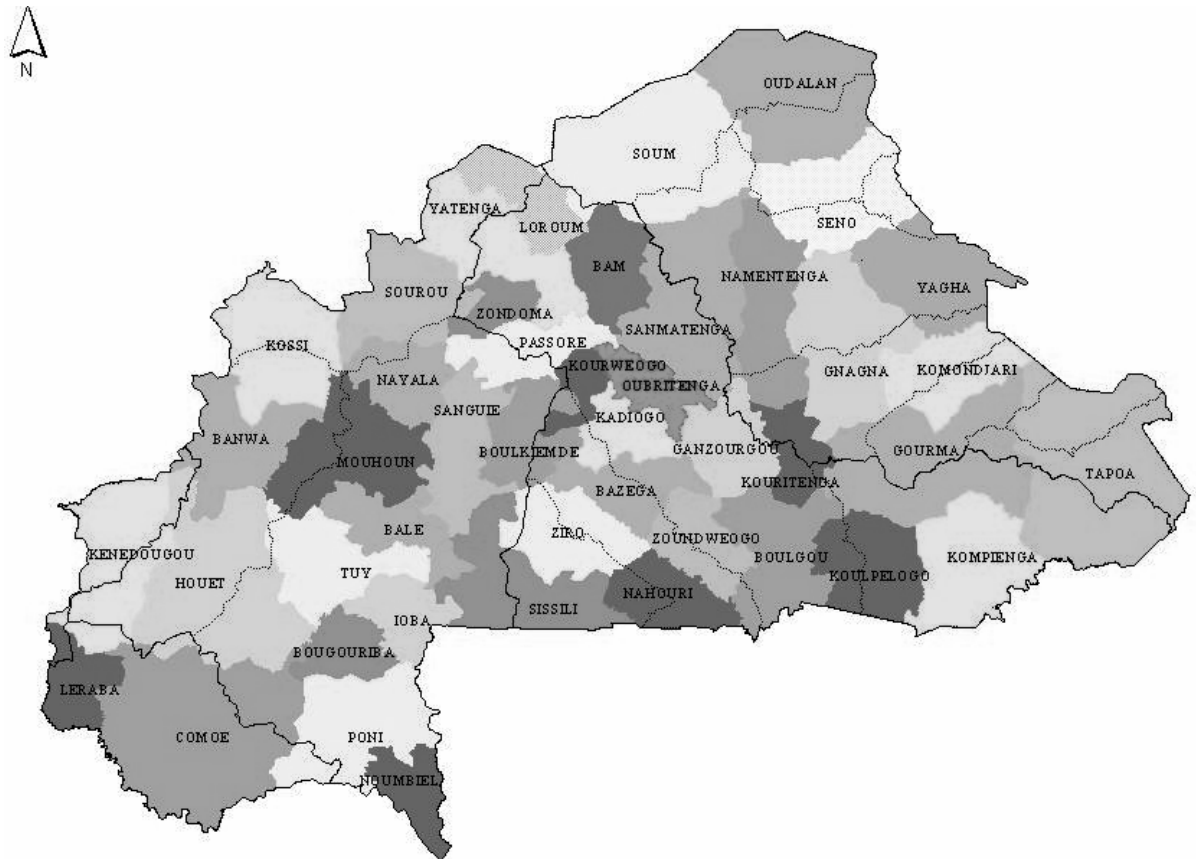 N
OUDALAN
SOUM
YATENGA
LOROUM
SENO
BAM
NAMENTENGA
YAGHA
SOUROU
ZONDOMA
SANMATENGA
KOSSI
PASSORE
KOURWEOGO
GNAGNA
KOMONDJARI
NAYALA
OUBRITENGA
SANGUIE
KADIOGO
BANWA
MOUHOUN
BOULKIEMDE
GANZOURGOU
GOURMA
TAPOA
KOURITENGA
BAZEGA
BALE
ZIRO
ZOUNDWEOGO
KENEDOUGOU
BOULGOU
KOMPIENGA
HOUET
TUY
KOULPELOGO
NAHOURI
SISSILI
IOBA
BOUGOURIBA
LERABA
COMOE
PONI
NOUMBIEL